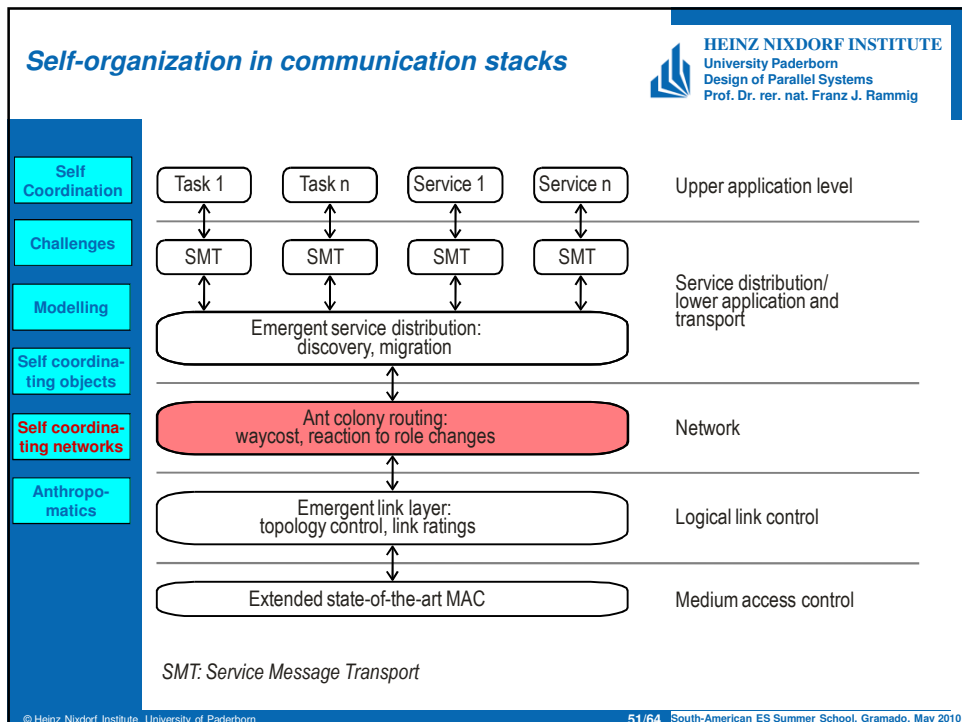 Self-organization in communication stacks
HEINZ NIXDORF INSTITUTE
University Paderborn
Design of Parallel Systems
Prof. Dr. rer. nat. Franz J. Rammig
Self
Coordination
Challenges
Modelling
Self coordina-
ting objects
Self coordina-
ting networks
Anthropo-
matics
Task 1
Task n
Service 1
Service n
Upper application level
SMT
SMT
SMT
SMT
Service distribution/
lower application and
transport
Emergent service distribution:
discovery, migration
Ant colony routing:
waycost, reaction to role changes
Network
Emergent link layer:
topology control, link ratings
Logical link control
Extended state-of-the-art MAC
Medium access control
SMT: Service Message Transport
© Heinz Nixdorf Institute, University of Paderborn
51/64 South-American ES Summer School, Gramado, May 2010